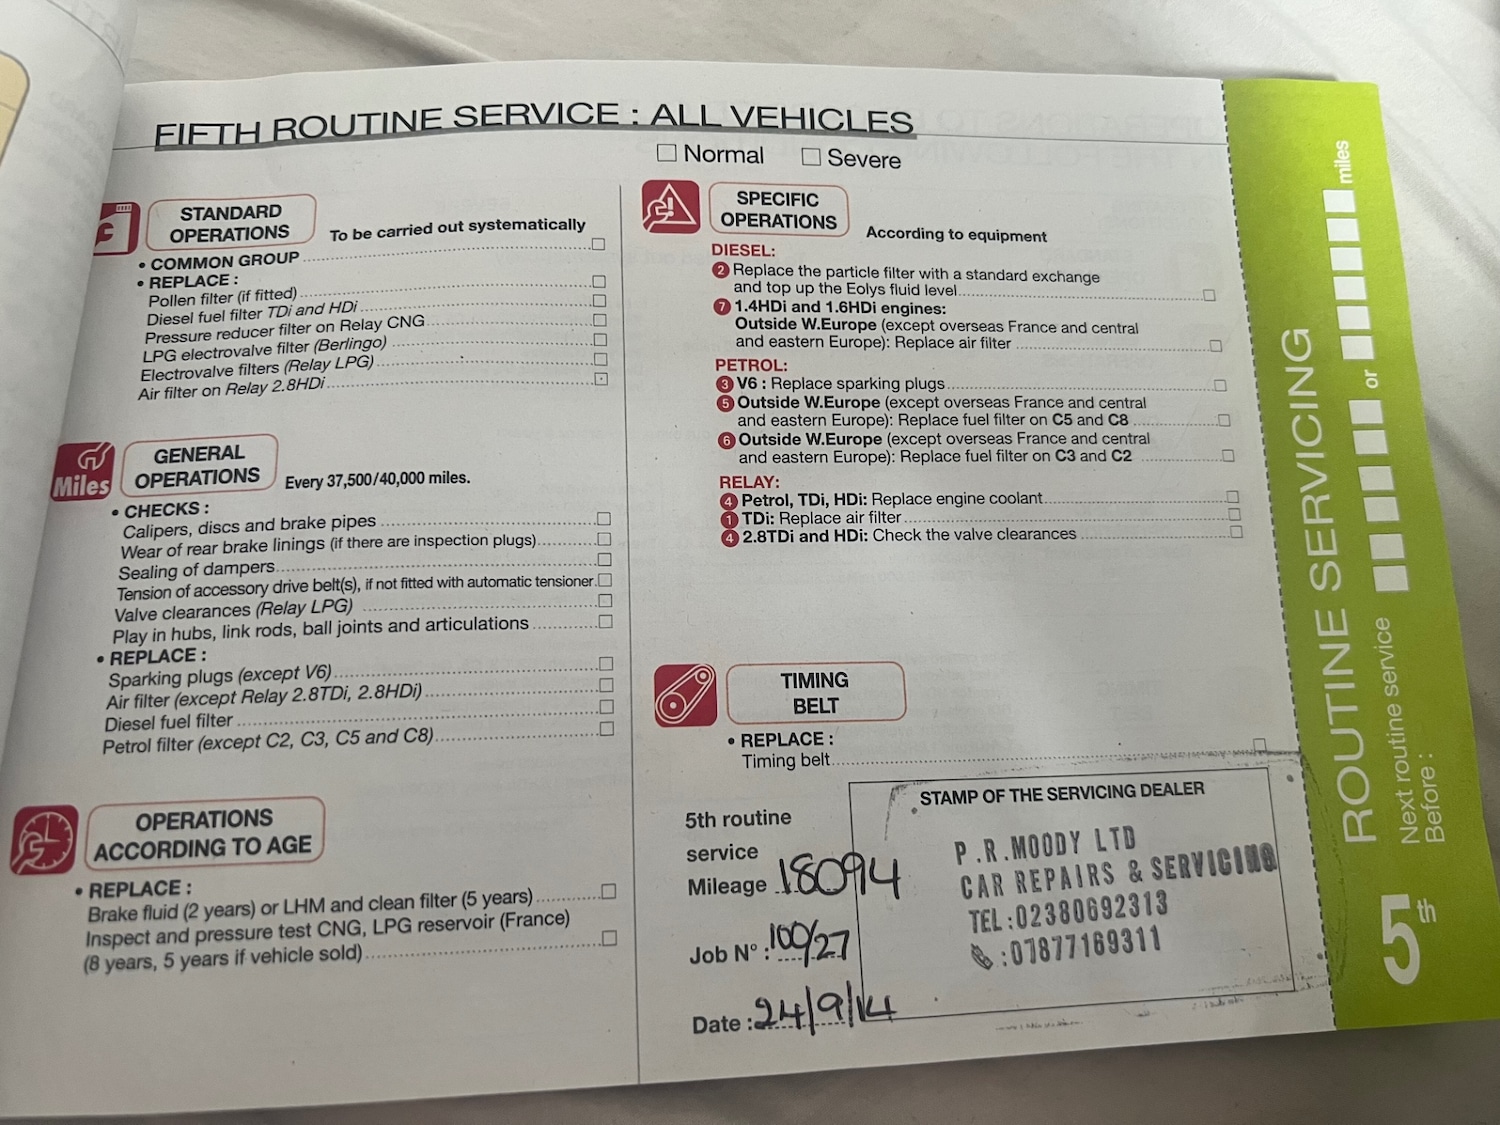 FIFTH ROUTINE SERVICE : ALL VEHICLES
Normal Severe
STANDARD
OPERATIONS
To be carried out systematically
• COMMON GROUP
• REPLACE :
Pollen filter (if fitted)
Diesel fuel filter TDi and HDi
Pressure reducer filter on Relay CNG
LPG electrovalve filter (Berlingo)
Electrovalve filters (Relay LPG)
Air filter on Relay 2.8HDi
Miles
GENERAL
OPERATIONS
Every 37,500/40,000 miles.
• CHECKS :
Calipers, discs and brake pipes
Wear of rear brake linings (if there are inspection plugs)
Sealing of dampers
Tension of accessory drive belt(s), if not fitted with automatic tensioner
Valve clearances (Relay LPG)
Play in hubs, link rods, ball joints and articulations
• REPLACE :
Sparking plugs (except V6)
Air filter (except Relay 2.8TDi, 2.8HDi)
Diesel fuel filter
Petrol filter (except C2, C3, C5 and C8)
OPERATIONS
ACCORDING TO AGE
• REPLACE :
Brake fluid (2 years) or LHM and clean filter (5 years)
Inspect and pressure test CNG, LPG reservoir (France)
(8 years, 5 years if vehicle sold)
SPECIFIC
OPERATIONS
According to equipment
DIESEL:
2 Replace the particle filter with a standard exchange
and top up the Eolys fluid level
7 1.4HDi and 1.6HDi engines:
Outside W.Europe (except overseas France and central
and eastern Europe): Replace air filter
PETROL:
3 V6 : Replace sparking plugs
5 Outside W.Europe (except overseas France and central
and eastern Europe): Replace fuel filter on C5 and C8
6 Outside W.Europe (except overseas France and central
and eastern Europe): Replace fuel filter on C3 and C2
RELAY:
4 Petrol, TDi, HDi: Replace engine coolant
1 TDi: Replace air filter
4 2.8TDi and HDi: Check the valve clearances
TIMING
BELT
• REPLACE :
Timing belt
5th routine
service
Mileage 18094
Job N° : 100/27
Date : 24/9/14
STAMP OF THE SERVICING DEALER
P.R.MOODY LTD
CAR REPAIRS & SERVICING
TEL:02380692313
:07877169311
5th
ROUTINE SERVICING
Next routine service
Before :
or
miles